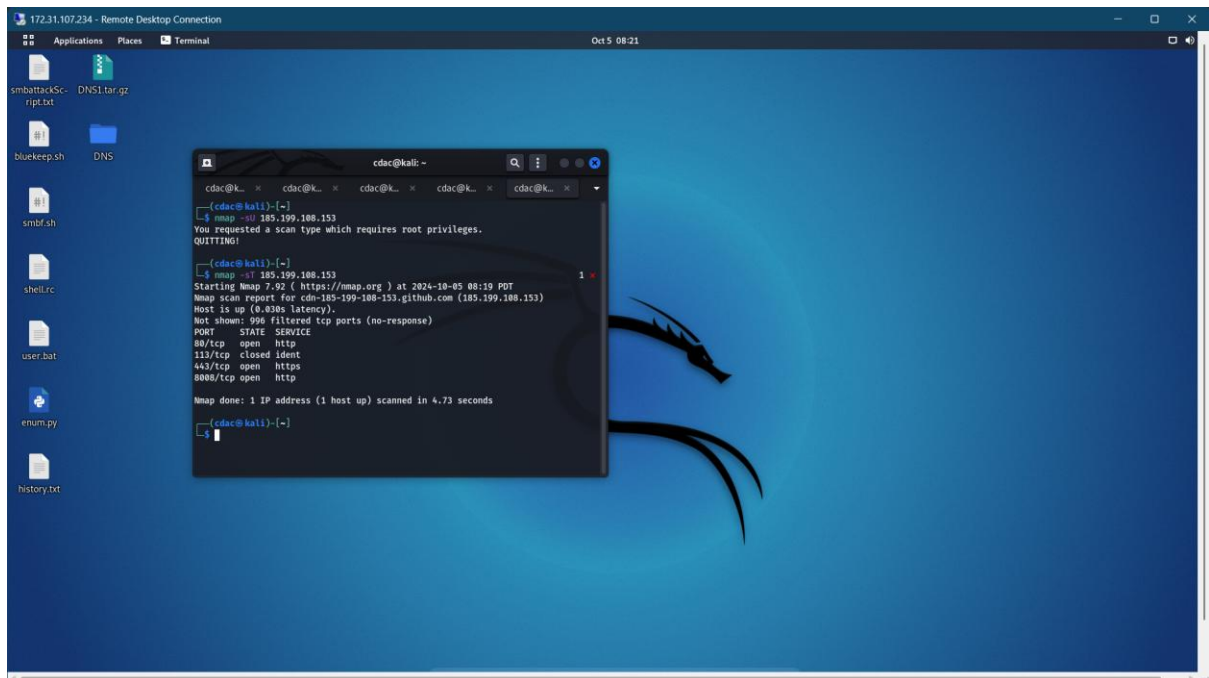 172.31.107.234 - Remote Desktop Connection
Applications Places Terminal Oct 5 08:21
smbattackSc-
ript.txt
DNS1.tar.gz
bluekeep.sh
DNS
smbf.sh
shell.rc
user.bat
enum.py
history.txt
cdac@kali: ~
cdac@k... cdac@k... cdac@k... cdac@k... cdac@k...
(cdac㉿kali)-[~]
$ nmap -sU 185.199.108.153
You requested a scan type which requires root privileges.
QUITTING!
(cdac㉿kali)-[~]
$ nmap -sT 185.199.108.153 1 ⨯
Starting Nmap 7.92 ( https://nmap.org ) at 2024-10-05 08:19 PDT
Nmap scan report for cdn-185-199-108-153.github.com (185.199.108.153)
Host is up (0.030s latency).
Not shown: 996 filtered tcp ports (no-response)
PORT STATE SERVICE
80/tcp open http
113/tcp closed ident
443/tcp open https
8008/tcp open http
Nmap done: 1 IP address (1 host up) scanned in 4.73 seconds
(cdac㉿kali)-[~]
$